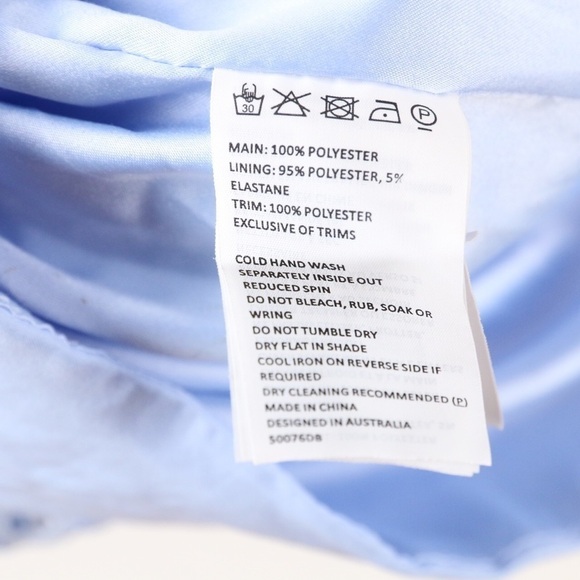 30
P
MAIN: 100% POLYESTER
LINING: 95% POLYESTER, 5%
ELASTANE
TRIM: 100% POLYESTER
EXCLUSIVE OF TRIMS
COLD HAND WASH
SEPARATELY INSIDE OUT
REDUCED SPIN
DO NOT BLEACH, RUB, SOAK OR
WRING
DO NOT TUMBLE DRY
DRY FLAT IN SHADE
COOL IRON ON REVERSE SIDE IF
REQUIRED
DRY CLEANING RECOMMENDED (P)
MADE IN CHINA
DESIGNED IN AUSTRALIA
S0076DB